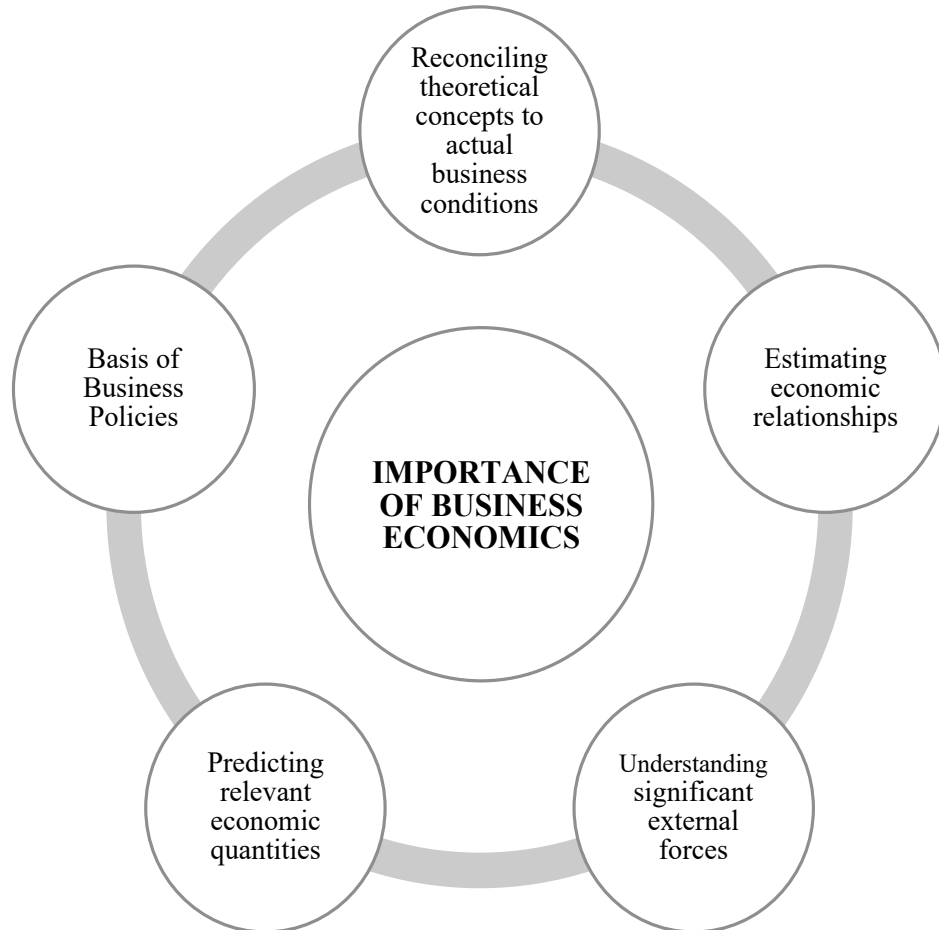 Reconciling
theoretical
concepts to
actual
business
conditions
Basis of
Business
Policies
Estimating
economic
relationships
IMPORTANCE
OF BUSINESS
ECONOMICS
Predicting
relevant
economic
quantities
Understanding
significant
external
forces